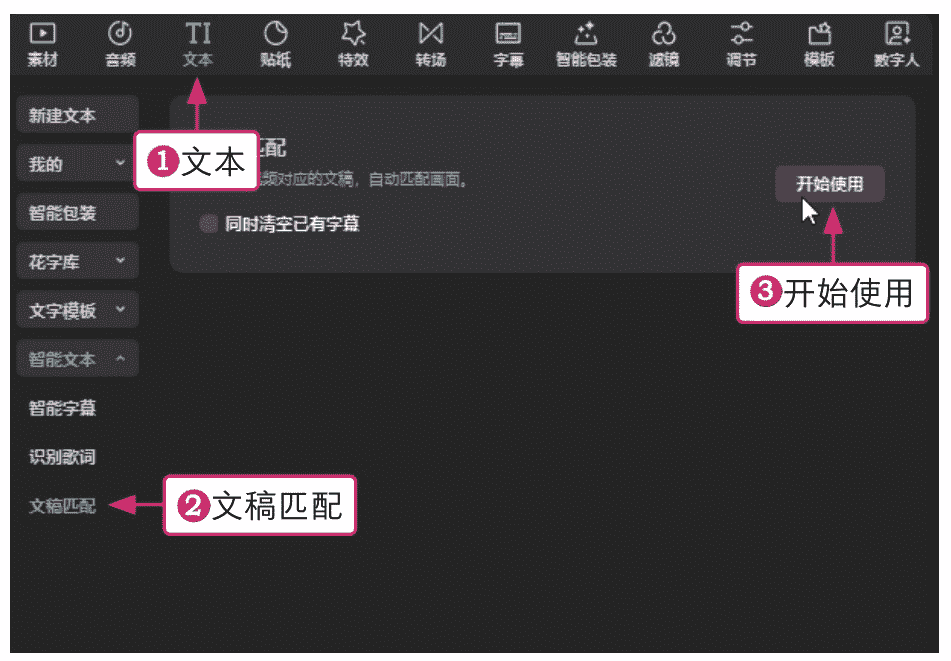 素材 音频 TI 文本 贴纸 特效 转场 字幕 智能包装 滤镜 调节 模板 数字人
新建文本
我的
❶文本
匹配
频对应的文稿，自动匹配画面。
开始使用
智能包装
同时清空已有字幕
花字库
❸开始使用
文字模板
智能文本
智能字幕
识别歌词
文稿匹配
❷文稿匹配